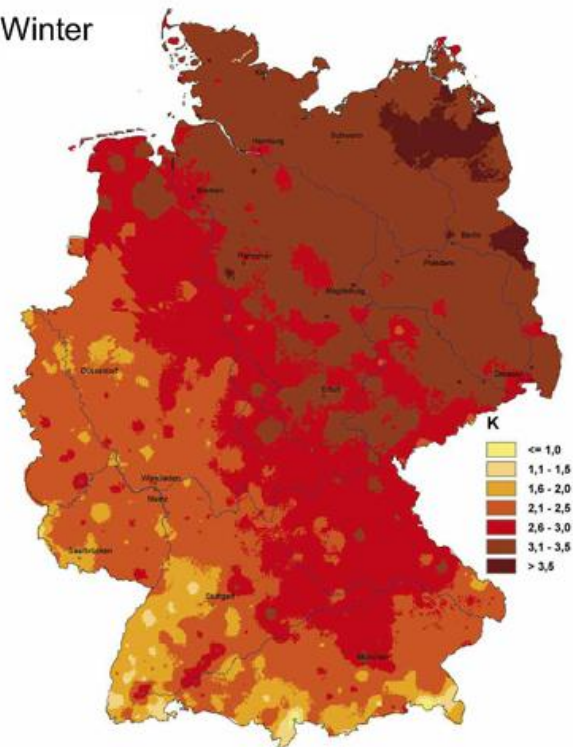 Winter
Kiel
Hamburg
Schwerin
Bremen
Berlin
Hannover
Potsdam
Magdeburg
Düsseldorf
Erfurt
Dresden
Wiesbaden
Mainz
Saarbrücken
Stuttgart
München
K
<= 1,0
1,1 - 1,5
1,6 - 2,0
2,1 - 2,5
2,6 - 3,0
3,1 - 3,5
> 3,5